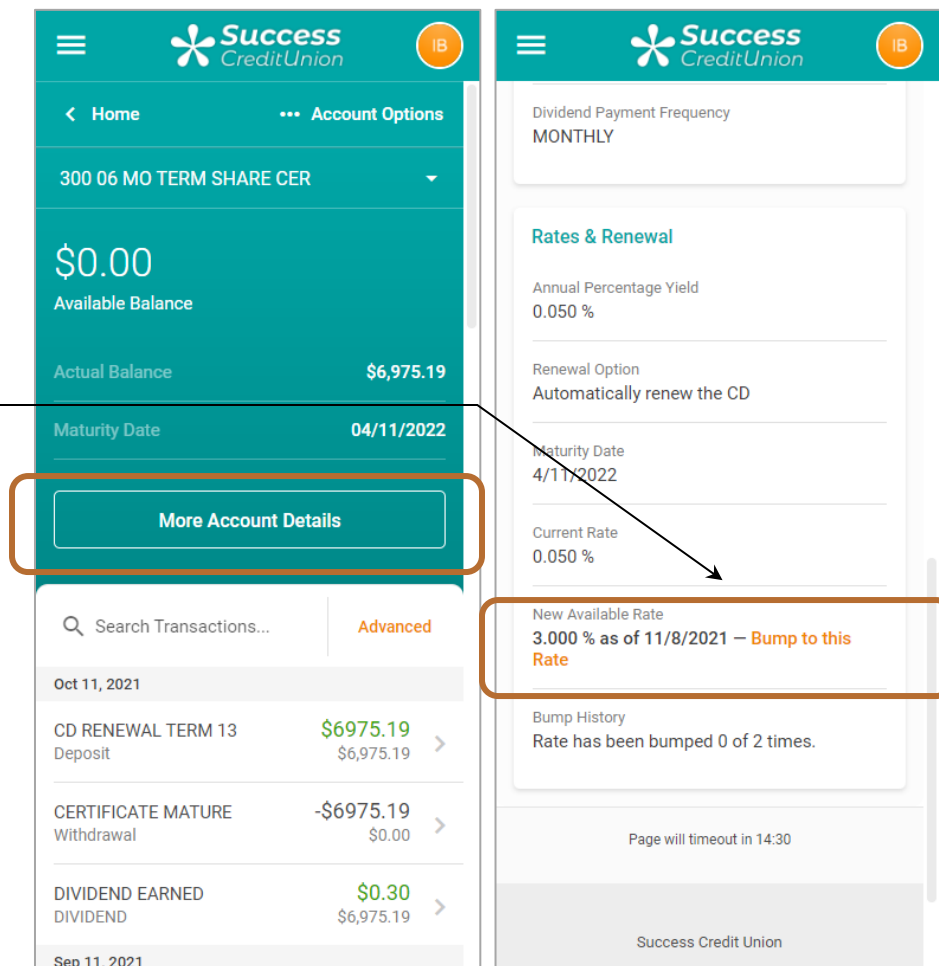 Success
CreditUnion
IB
Home
Account Options
300 06 MO TERM SHARE CER
$0.00
Available Balance
Actual Balance $6,975.19
Maturity Date 04/11/2022
More Account Details
Search Transactions...
Advanced
Oct 11, 2021
CD RENEWAL TERM 13 $6975.19
Deposit $6,975.19
CERTIFICATE MATURE -$6975.19
Withdrawal $0.00
DIVIDEND EARNED $0.30
DIVIDEND $6,975.19
Sep 11, 2021
Success
CreditUnion
IB
Dividend Payment Frequency
MONTHLY
Rates & Renewal
Annual Percentage Yield
0.050 %
Renewal Option
Automatically renew the CD
Maturity Date
4/11/2022
Current Rate
0.050 %
New Available Rate
3.000 % as of 11/8/2021 — Bump to this
Rate
Bump History
Rate has been bumped 0 of 2 times.
Page will timeout in 14:30
Success Credit Union